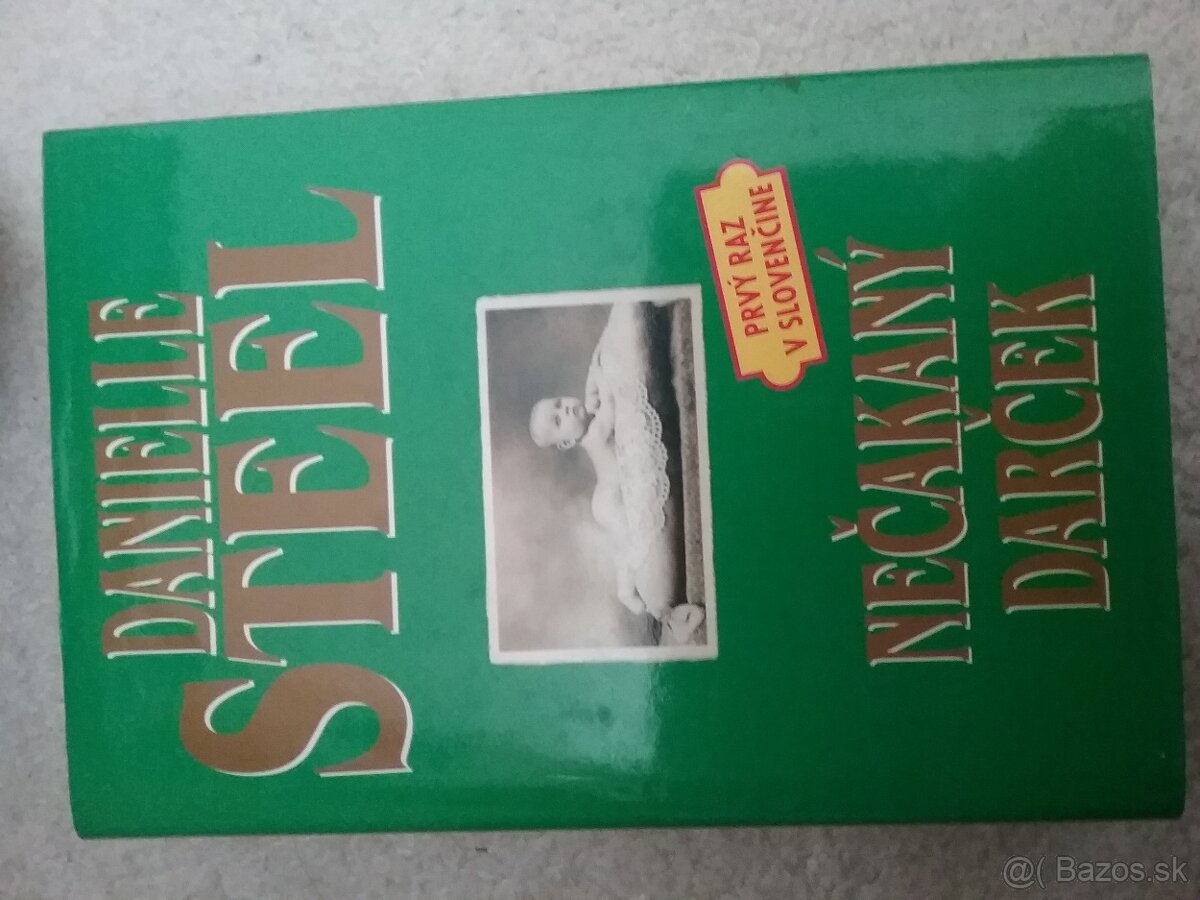 DANIELLE
STEEL
PRVÝ RAZ
V SLOVENČINE
NEČAKANÝ
DARČEK
@( Bazos.sk